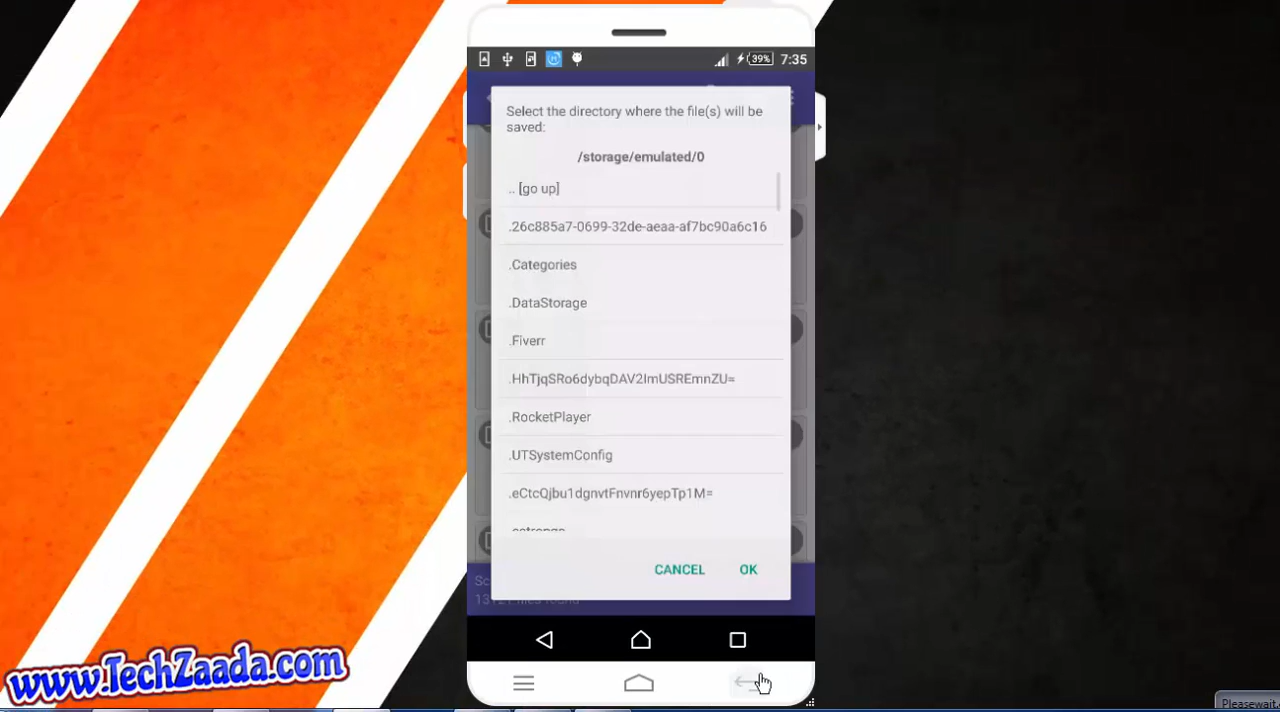 39%
7:35
Select the directory where the file(s) will be
saved:
/storage/emulated/0
.. [go up]
.26c885a7-0699-32de-aeaa-af7bc90a6c16
.Categories
.DataStorage
.Fiverr
.HhTjqSRo6dybqDAV2ImUSREmnZU=
.RocketPlayer
.UTSystemConfig
.eCtcQjbu1dgnvtFnvnr6yepTp1M=
CANCEL OK
www.TechZaada.com
Pleasewait